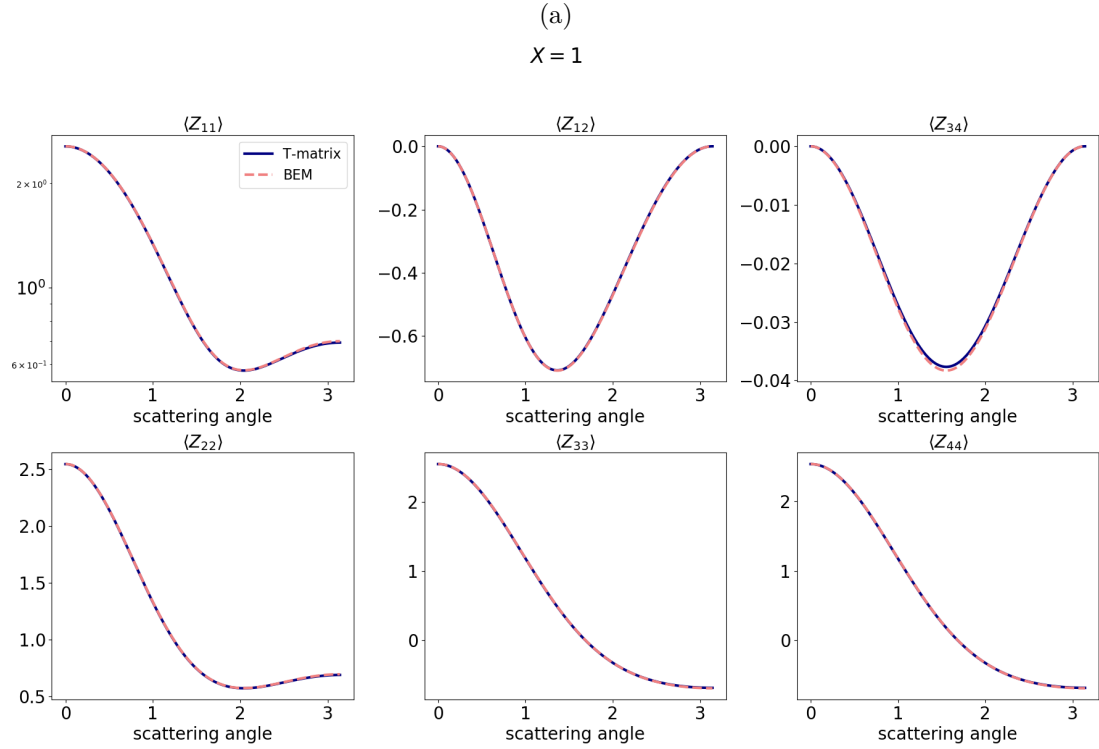 (a)
X = 1
⟨Z₁₁⟩
2 × 10⁰
10⁰
6 × 10⁻¹
T-matrix
BEM
0 1 2 3
scattering angle
⟨Z₁₂⟩
0.0
−0.2
−0.4
−0.6
0 1 2 3
scattering angle
⟨Z₃₄⟩
0.00
−0.01
−0.02
−0.03
−0.04
0 1 2 3
scattering angle
⟨Z₂₂⟩
2.5
2.0
1.5
1.0
0.5
0 1 2 3
scattering angle
⟨Z₃₃⟩
2
1
0
0 1 2 3
scattering angle
⟨Z₄₄⟩
2
1
0
0 1 2 3
scattering angle